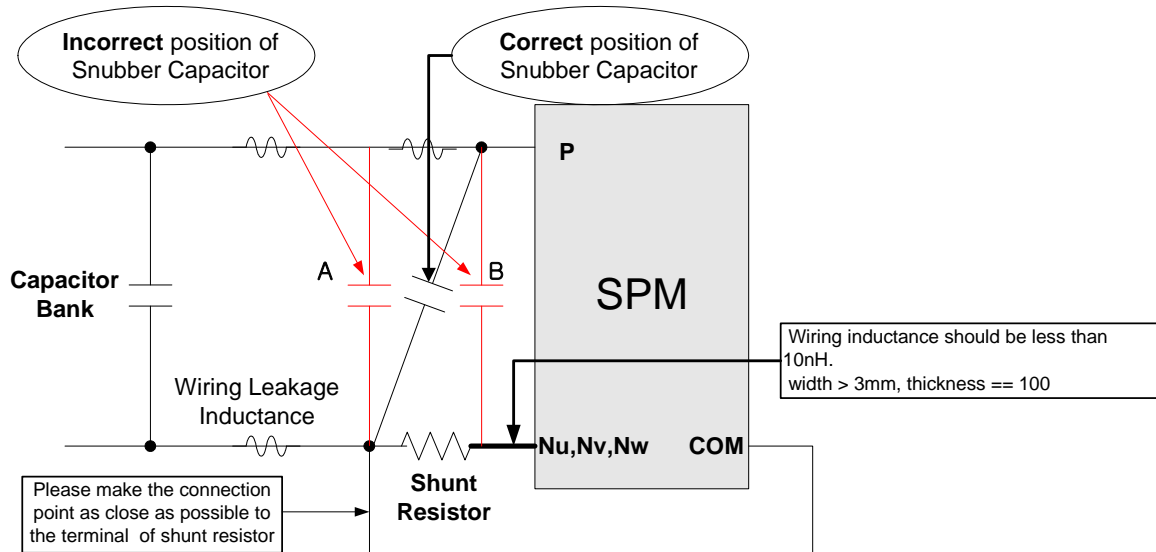 Incorrect position of
Snubber Capacitor
Correct position of
Snubber Capacitor
P
A
B
Capacitor
Bank
SPM
Wiring inductance should be less than
10nH.
width > 3mm, thickness == 100
Wiring Leakage
Inductance
Nu,Nv,Nw
COM
Shunt
Resistor
Please make the connection
point as close as possible to
the terminal of shunt resistor